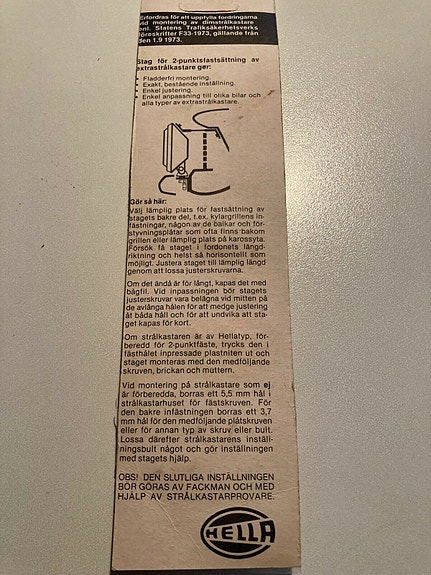 Erfordras för att uppfylla fordringarna
vid montering av dimstrålkastare
enl. Statens Trafiksäkerhetsverks
föreskrifter F33-1973, gällande från
den 1.9 1973.
Stag för 2-punktsfastsättning av
extrastrålkastare ger:
• Fladderfri montering.
• Exakt, bestående inställning.
• Enkel justering.
• Enkel anpassning till olika bilar och
alla typer av extrastrålkastare.
Gör så här:
Välj lämplig plats för fastsättning av
stagets bakre del, t.ex. kylargrillens in-
fästningar, någon av de balkar och för-
styvningsplåtar som ofta finns bakom
grillen eller lämplig plats på karossyta.
Försök få staget i fordonets längd-
riktning och helst så horisontellt som
möjligt. Justera staget till lämplig längd
genom att lossa justerskruvarna.
Om det ändå är för långt, kapas det med
bågfil. Vid inpassningen bör stagets
justerskruvar vara belägna vid mitten på
de avlånga hålen för att medge justering
åt båda håll och för att undvika att sta-
get kapas för kort.
Om strålkastaren är av Hellatyp, för-
beredd för 2-punktfäste, trycks den i
fästhålet inpressade plastniten ut och
staget monteras med den medföljande
skruven, brickan och muttern.
Vid montering på strålkastare som ej
är förberedda, borras ett 5,5 mm hål i
strålkastarhuset för fästskruven. För
den bakre infästningen borras ett 3,7
mm hål för den medföljande plåtskruven
eller för annan typ av skruv eller bult.
Lossa därefter strålkastarens inställ-
ningsbult något och gör inställningen
med stagets hjälp.
OBS! DEN SLUTLIGA INSTÄLLNINGEN
BÖR GÖRAS AV FACKMAN OCH MED
HJÄLP AV STRÅLKASTARPROVARE.
HELLA